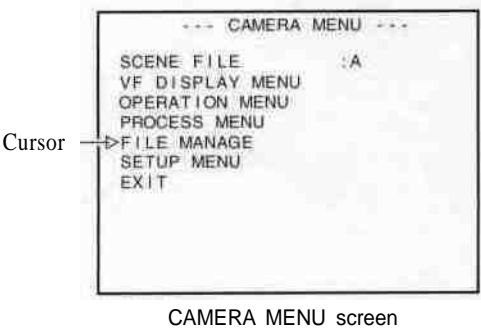 --- CAMERA MENU ---
SCENE FILE :A
VF DISPLAY MENU
OPERATION MENU
PROCESS MENU
Cursor FILE MANAGE
SETUP MENU
EXIT
CAMERA MENU screen